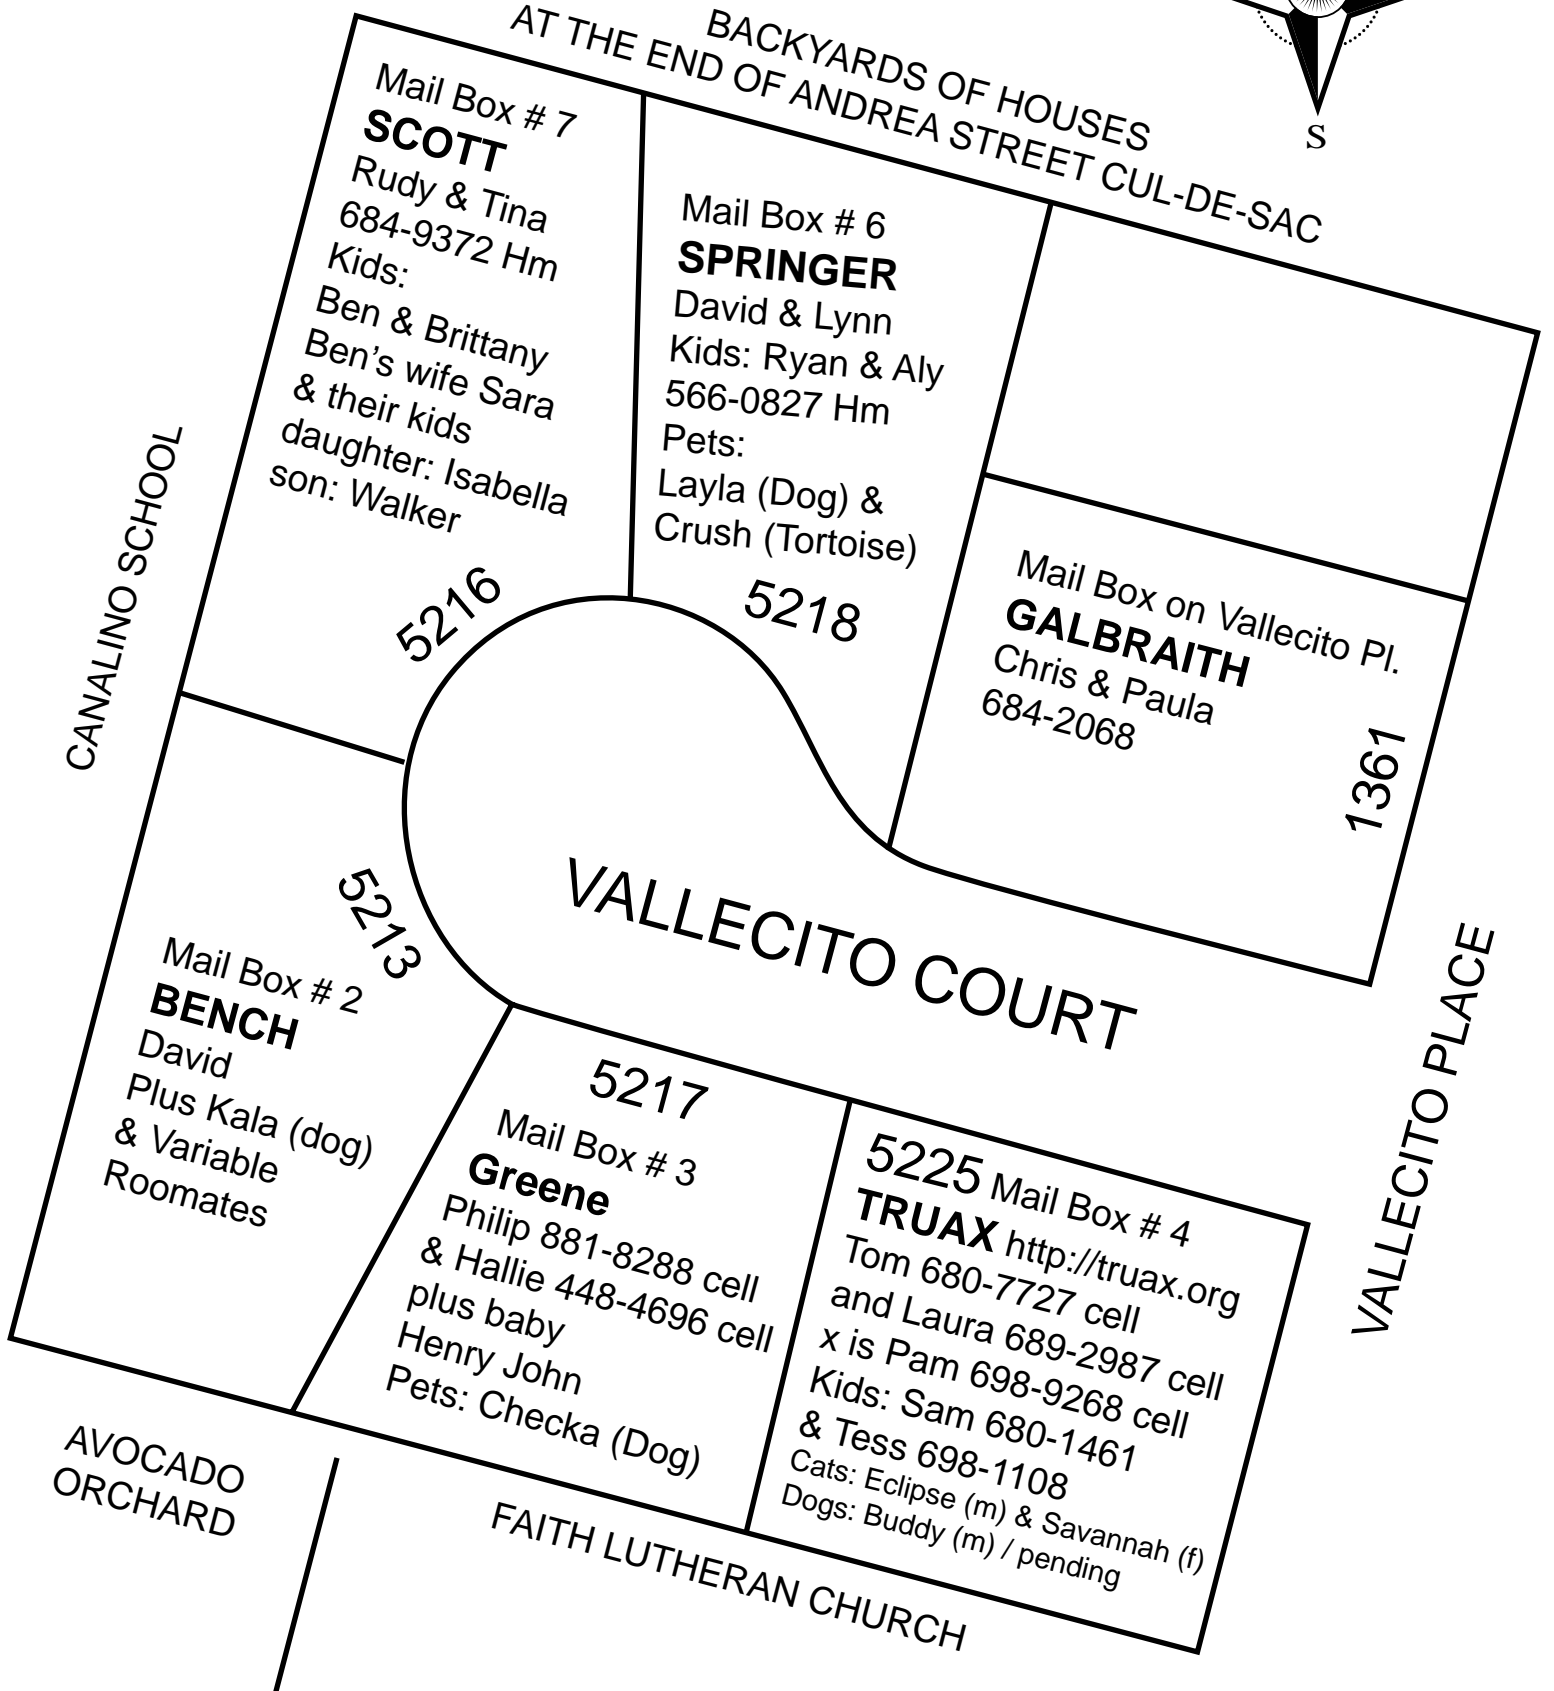 BACKYARDS OF HOUSES
AT THE END OF ANDREA STREET CUL-DE-SAC
S
Mail Box # 7
SCOTT
Rudy & Tina
684-9372 Hm
Kids:
Ben & Brittany
Ben’s wife Sara
& their kids
daughter: Isabella
son: Walker
5216
Mail Box # 6
SPRINGER
David & Lynn
Kids: Ryan & Aly
566-0827 Hm
Pets:
Layla (Dog) &
Crush (Tortoise)
5218
Mail Box on Vallecito Pl.
GALBRAITH
Chris & Paula
684-2068
1361
CANALINO SCHOOL
VALLECITO COURT
VALLECITO PLACE
5213
Mail Box # 2
BENCH
David
Plus Kala (dog)
& Variable
Roomates
5217
Mail Box # 3
Greene
Philip 881-8288 cell
& Hallie 448-4696 cell
plus baby
Henry John
Pets: Checka (Dog)
5225 Mail Box # 4
TRUAX http://truax.org
Tom 680-7727 cell
and Laura 689-2987 cell
x is Pam 698-9268 cell
Kids: Sam 680-1461
& Tess 698-1108
Cats: Eclipse (m) & Savannah (f)
Dogs: Buddy (m) / pending
AVOCADO
ORCHARD
FAITH LUTHERAN CHURCH